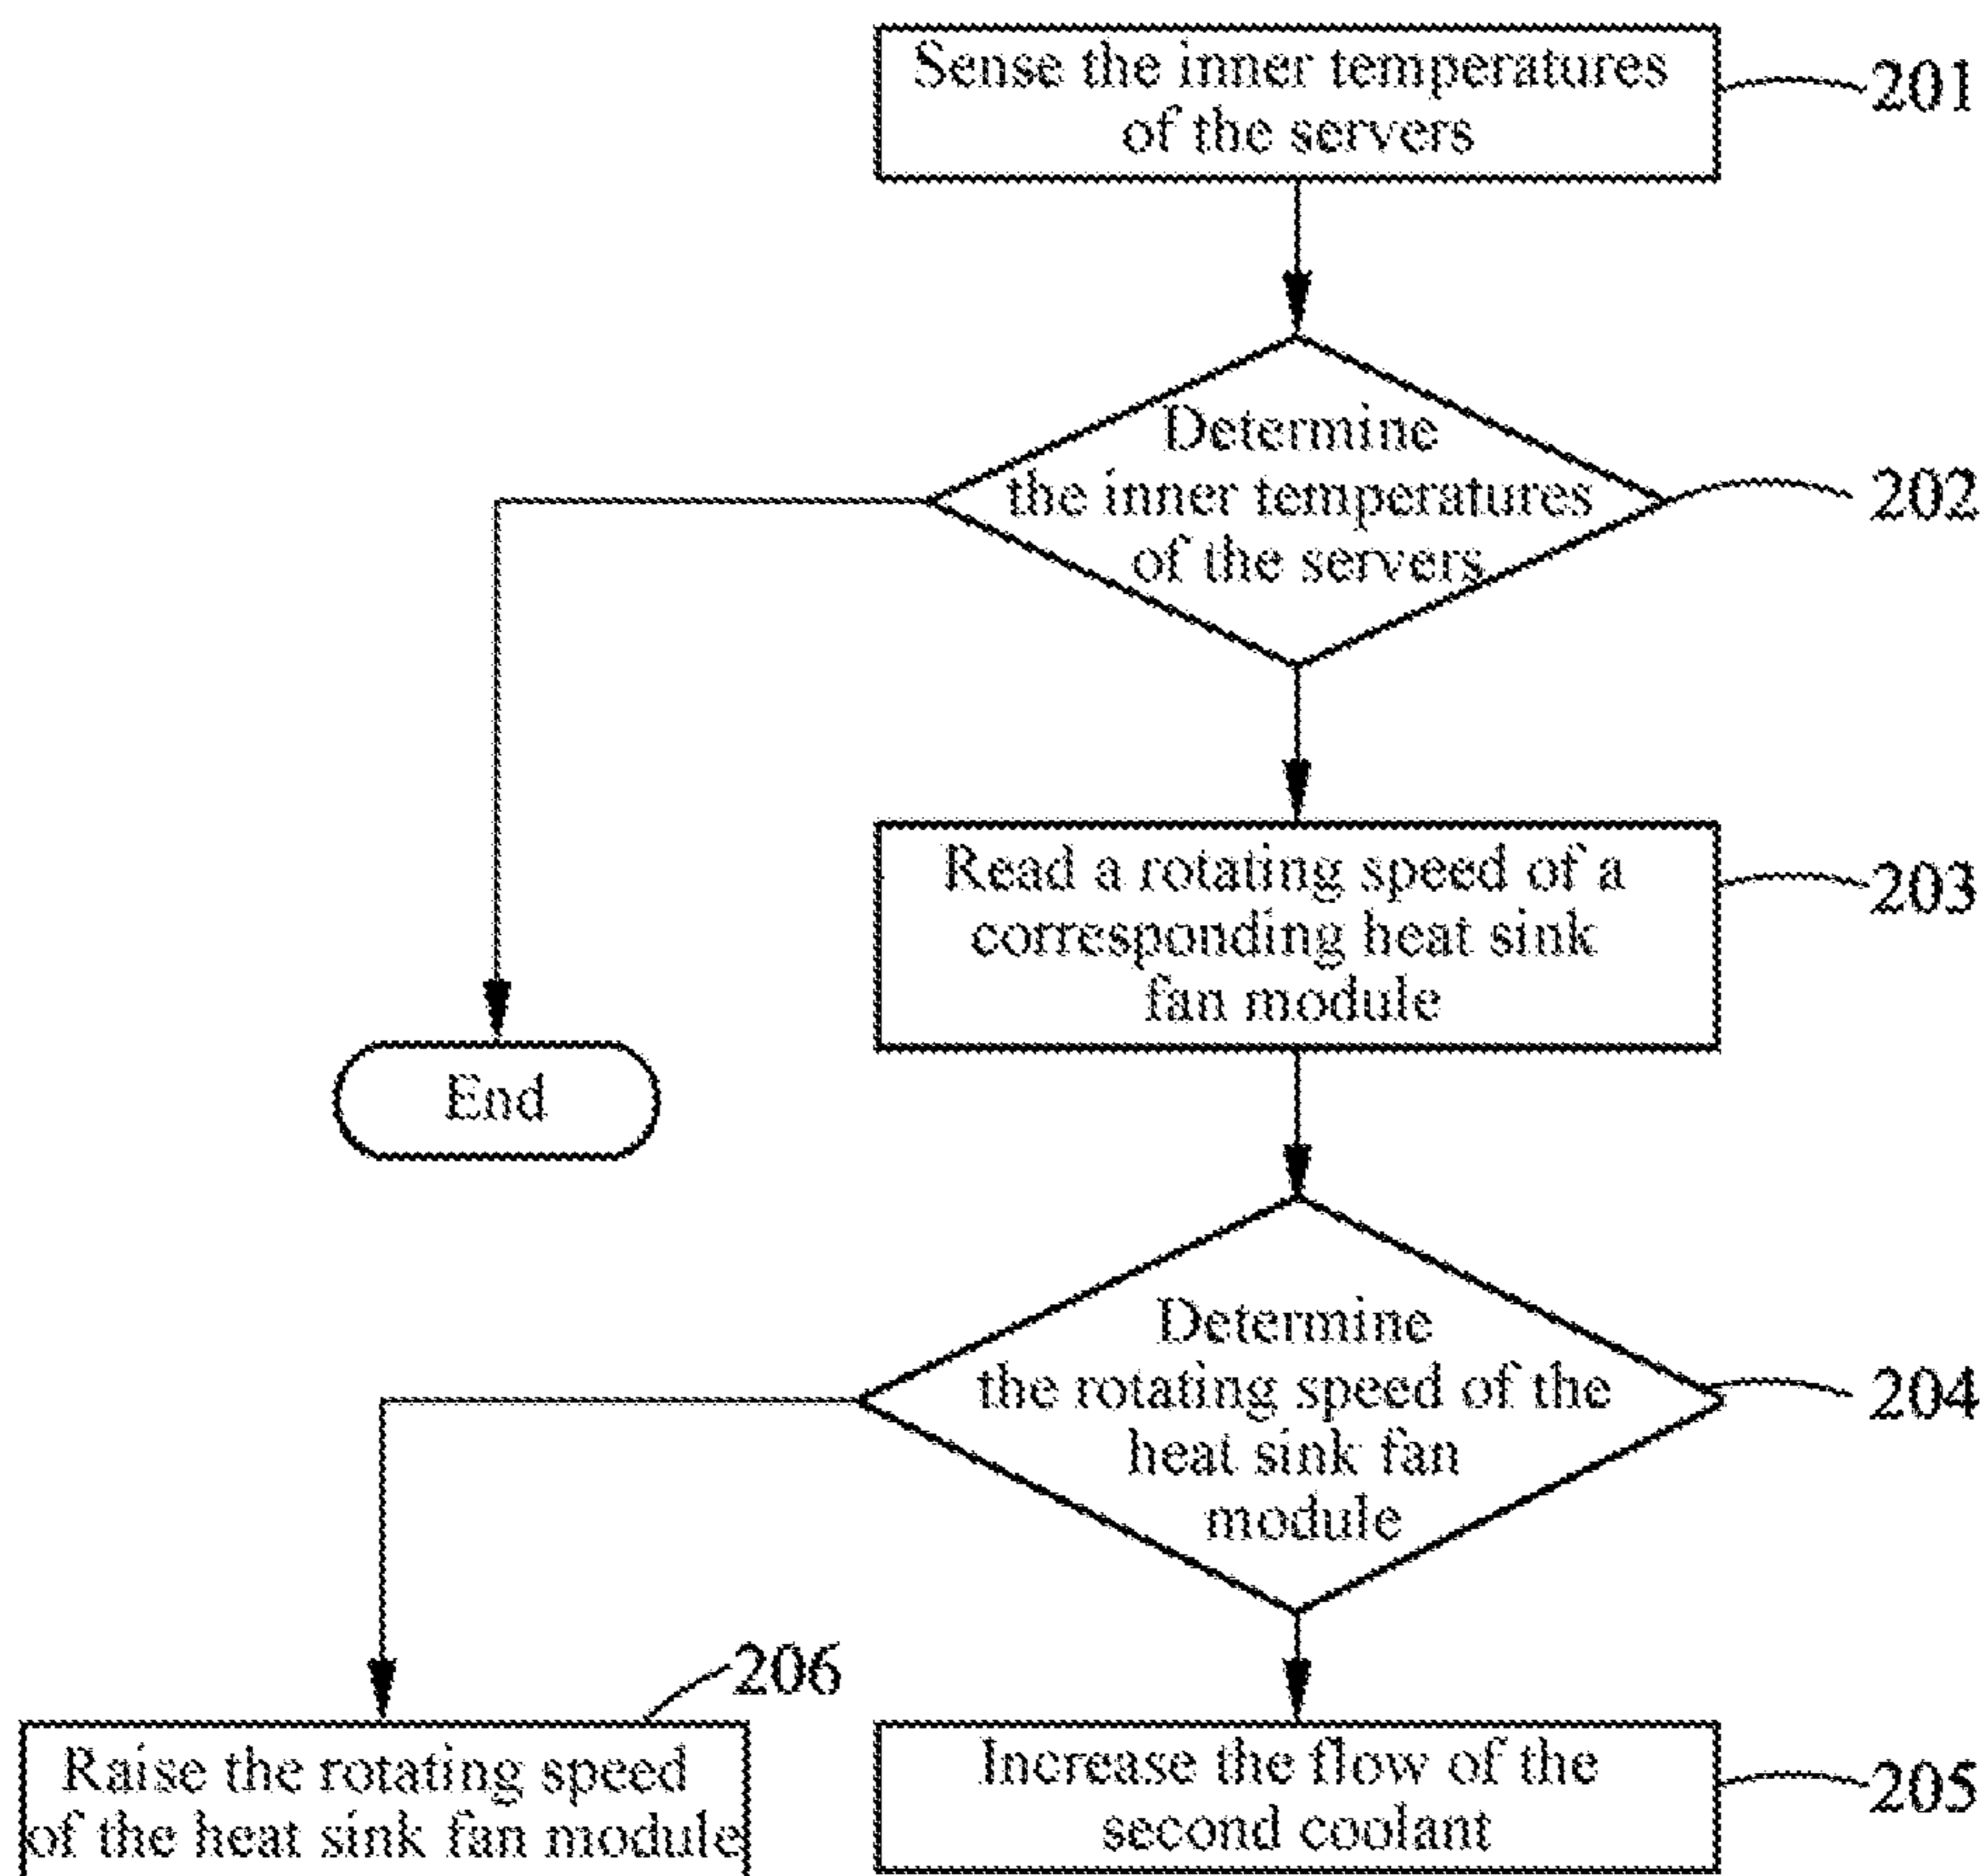 Sense the inner temperatures
of the servers
201
Determine
the inner temperatures
of the servers
202
Read a rotating speed of a
corresponding heat sink
fan module
203
End
Determine
the rotating speed of the
heat sink fan
module
204
206
Raise the rotating speed
of the heat sink fan module
Increase the flow of the
second coolant
205